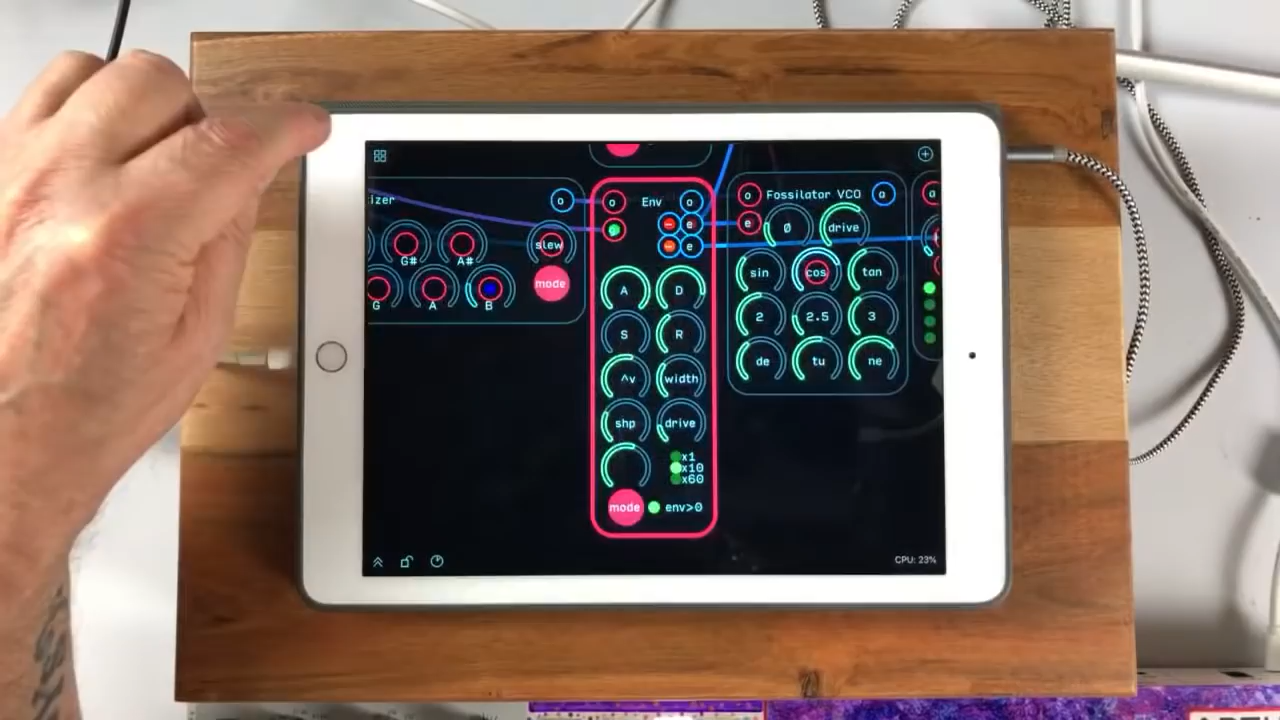 izer
o
slew
G#
A#
mode
G
A
B
o
Env
o
e
e
A
D
S
R
^v
width
shp
drive
x1
x10
x60
mode
env>0
o
Fossilator VCO
o
e
Ø
drive
sin
cos
tan
2
2.5
3
de
tu
ne
CPU: 23%